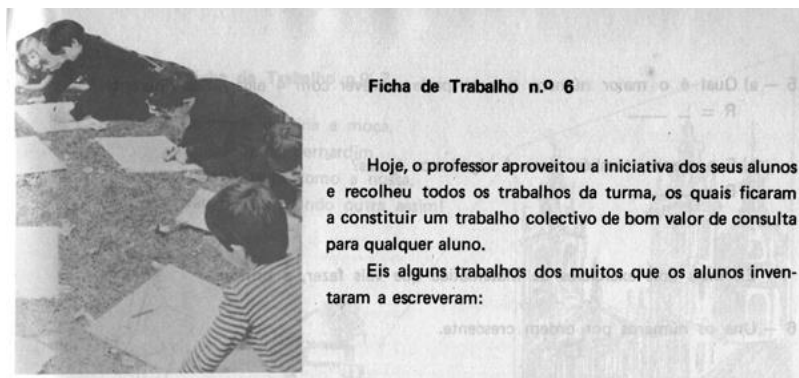 Ficha de Trabalho n.º 6
Hoje, o professor aproveitou a iniciativa dos seus alunos
e recolheu todos os trabalhos da turma, os quais ficaram
a constituir um trabalho colectivo de bom valor de consulta
para qualquer aluno.
Eis alguns trabalhos dos muitos que os alunos inven-
taram a escreveram: